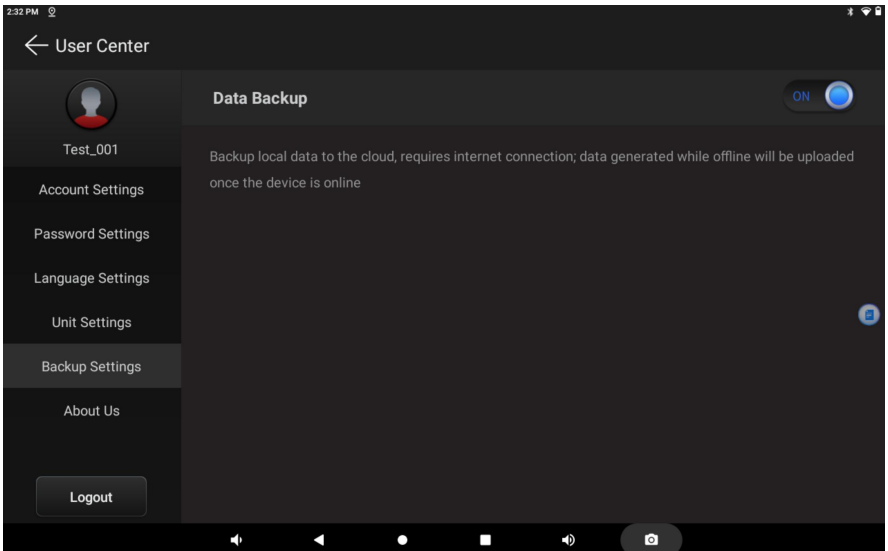 2:32 PM
User Center
Test_001
Account Settings
Password Settings
Language Settings
Unit Settings
Backup Settings
About Us
Logout
Data Backup
ON
Backup local data to the cloud, requires internet connection; data generated while offline will be uploaded
once the device is online